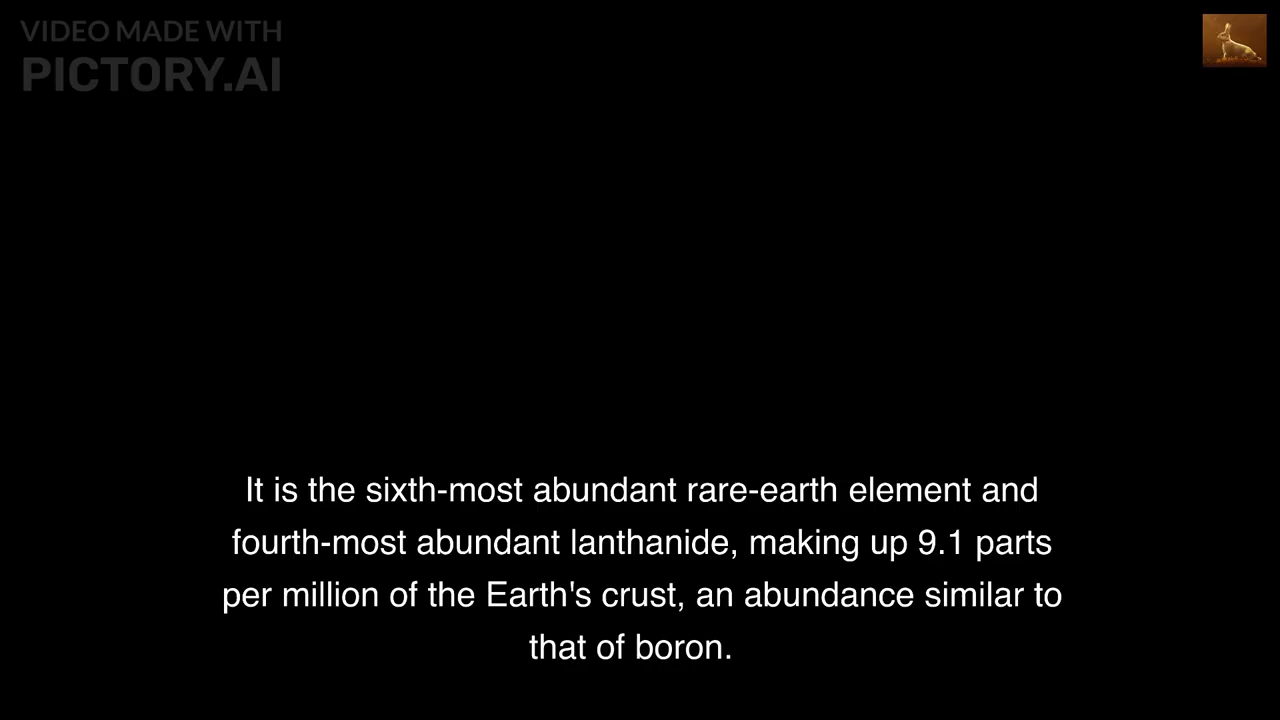 VIDEO MADE WITH
PICTORY.AI
It is the sixth-most abundant rare-earth element and
fourth-most abundant lanthanide, making up 9.1 parts
per million of the Earth's crust, an abundance similar to
that of boron.